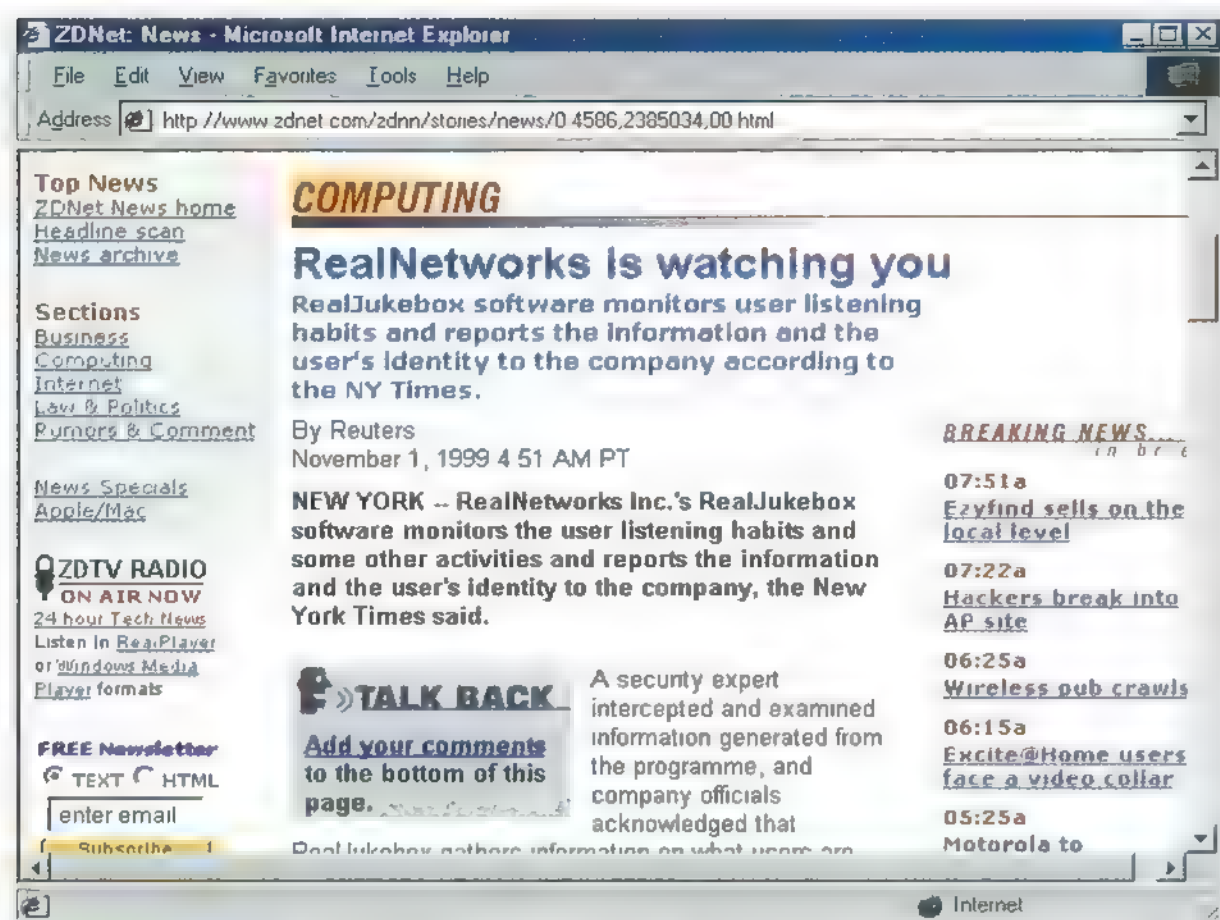 ZDNet: News - Microsoft Internet Explorer
File Edit View Favorites Tools Help
Address http //www zdnet com/zdnn/stories/news/0 4586,2385034,00 html
Top News
ZDNet News home
Headline scan
News archive
Sections
Business
Computing
Internet
Law & Politics
Rumors & Comment
News Specials
Apple/Mac
ZDTV RADIO
ON AIR NOW
24 hour Tech News
Listen in RealPlayer
or Windows Media
Player formats
FREE Newsletter
TEXT HTML
enter email
Subscribe
COMPUTING
RealNetworks is watching you
RealJukebox software monitors user listening
habits and reports the information and the
user's identity to the company according to
the NY Times.
By Reuters
November 1, 1999 4 51 AM PT
NEW YORK -- RealNetworks Inc.'s RealJukebox
software monitors the user listening habits and
some other activities and reports the information
and the user's identity to the company, the New
York Times said.
TALK BACK
Add your comments
to the bottom of this
page.
A security expert
intercepted and examined
information generated from
the programme, and
company officials
acknowledged that
RealJukebox gathers information on what users are
BREAKING NEWS....
in br e
07:51a
Ezyfind sells on the
local level
07:22a
Hackers break into
AP site
06:25a
Wireless pub crawls
06:15a
Excite@Home users
face a video collar
05:25a
Motorola to
Internet